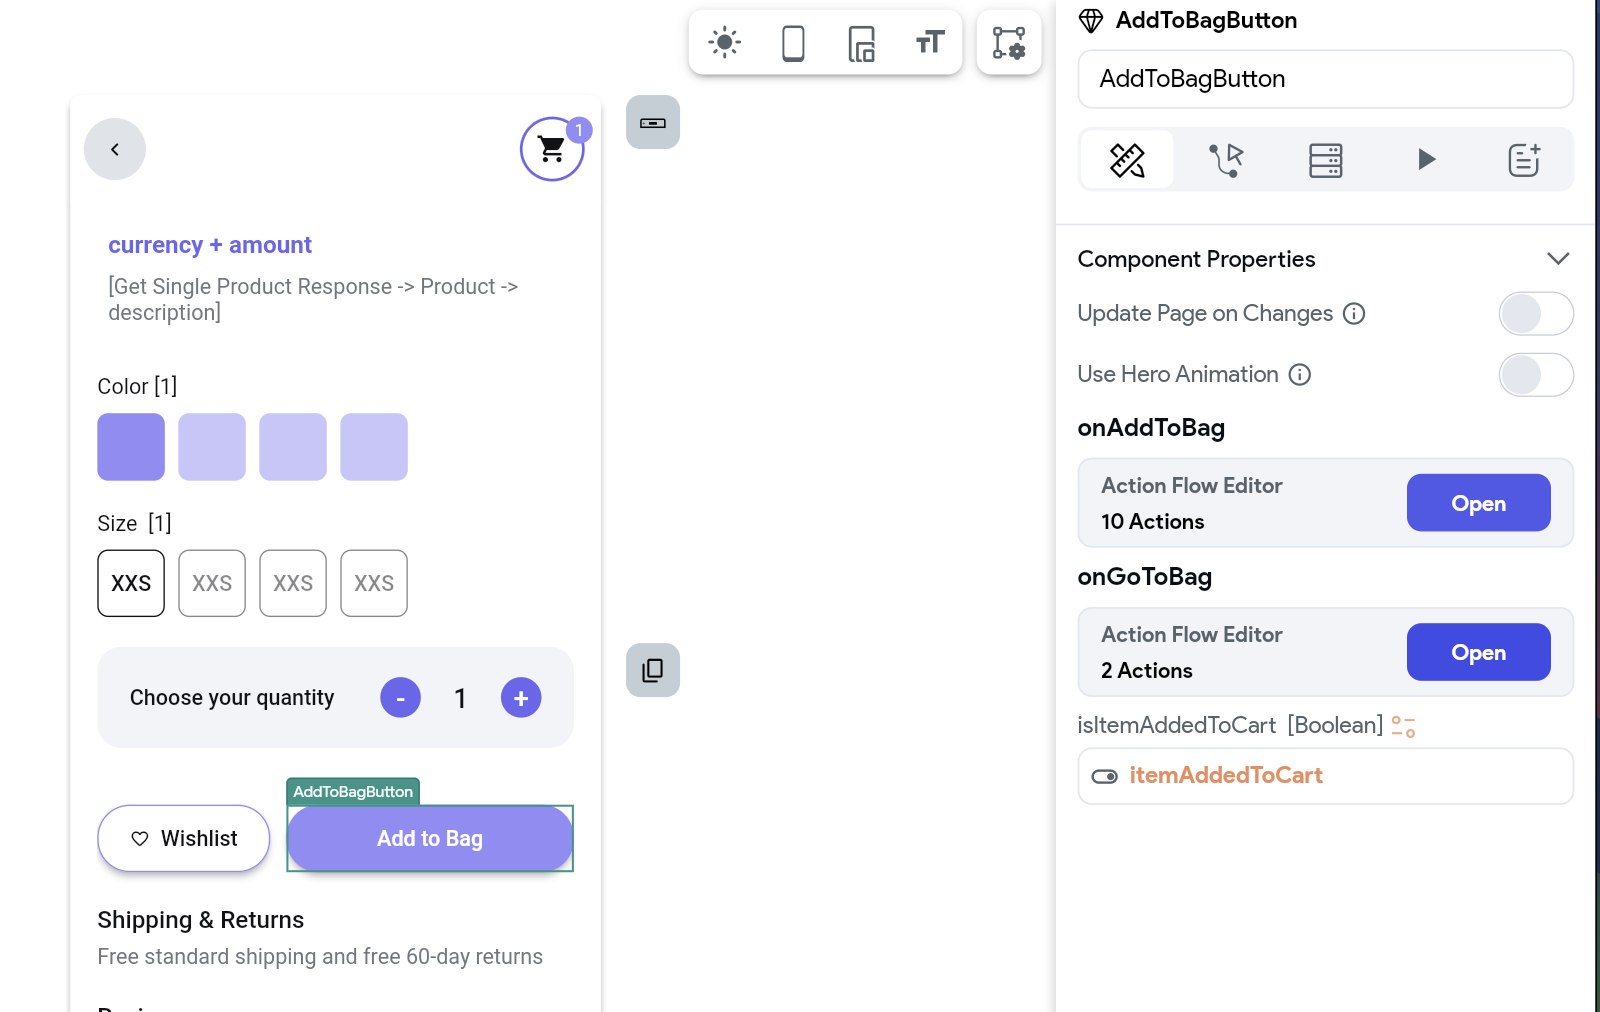 AddToBagButton
AddToBagButton
1
currency + amount
[Get Single Product Response -> Product ->
description]
Color [1]
Size [1]
XXS XXS XXS XXS
Choose your quantity - 1 +
AddToBagButton
Wishlist
Add to Bag
Shipping & Returns
Free standard shipping and free 60-day returns
Component Properties
Update Page on Changes
Use Hero Animation
onAddToBag
Action Flow Editor
10 Actions
Open
onGoToBag
Action Flow Editor
2 Actions
Open
isItemAddedToCart [Boolean]
itemAddedToCart